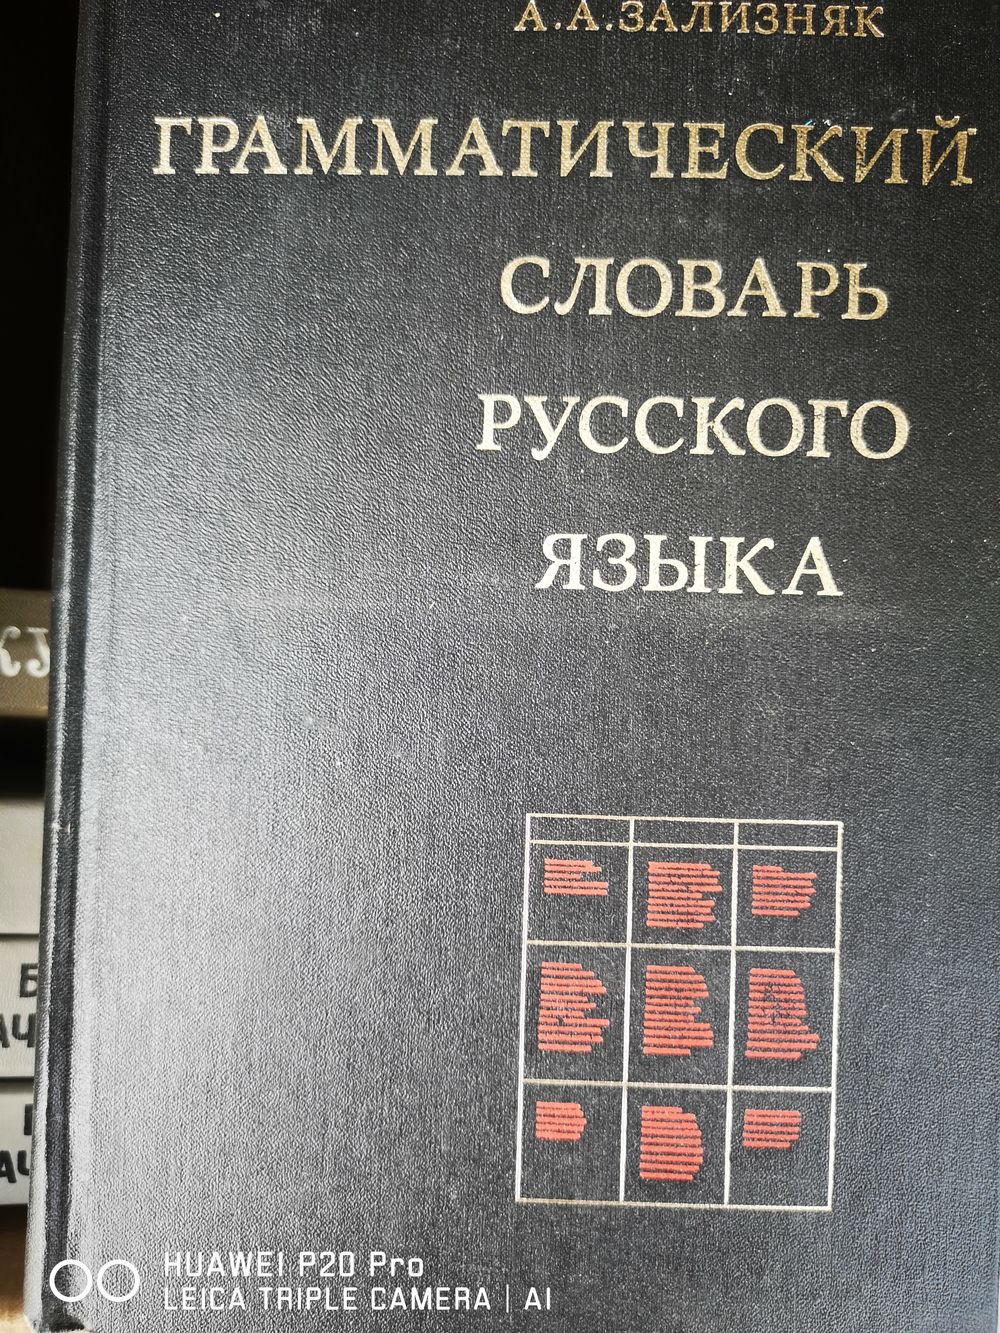 А.А.ЗАЛИЗНЯК
ГРАММАТИЧЕСКИЙ
СЛОВАРЬ
РУССКОГО
ЯЗЫКА
HUAWEI P20 Pro
LEICA TRIPLE CAMERA | AI